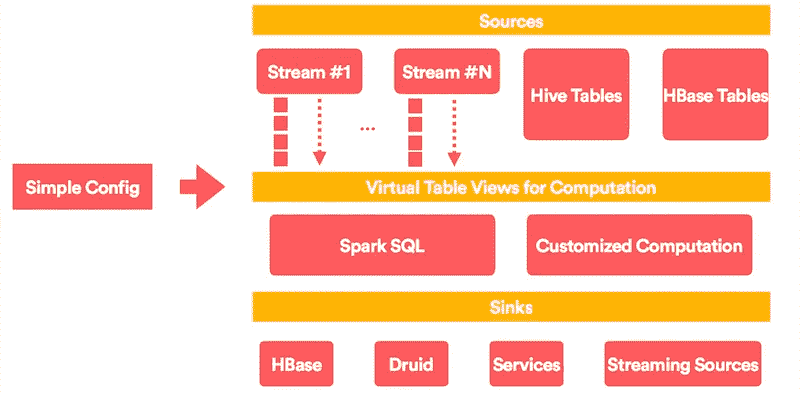 Sources
Stream #1
Stream #N
Hive Tables
HBase Tables
...
Simple Config
Virtual Table Views for Computation
Spark SQL
Customized Computation
Sinks
HBase
Druid
Services
Streaming Sources